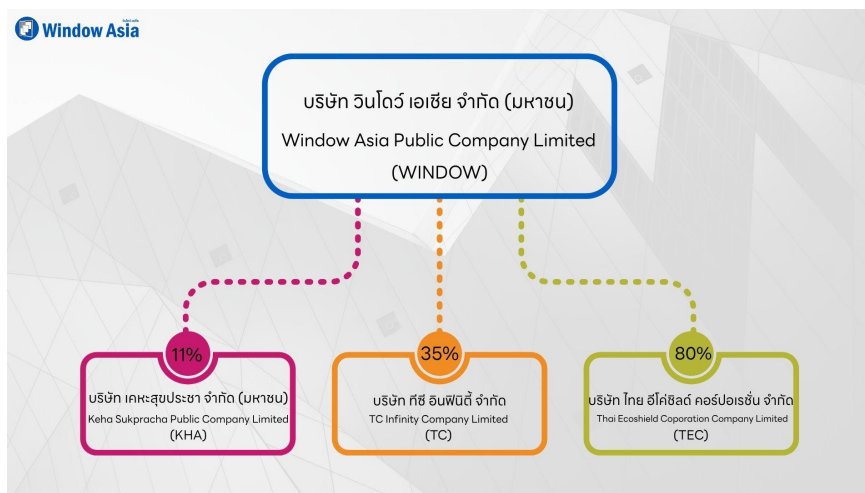 Window Asia
บริษัท วินโดว์ เอเชีย จำกัด (มหาชน)
Window Asia Public Company Limited
(WINDOW)
11%
บริษัท เคหะสุขประชา จำกัด (มหาชน)
Keha Sukpracha Public Company Limited
(KHA)
35%
บริษัท ทีซี อินฟินิตี้ จำกัด
TC Infinity Company Limited
(TC)
80%
บริษัท ไทย อีโค่ชิลด์ คอร์ปอเรชั่น จำกัด
Thai Ecoshield Coporation Company Limited
(TEC)